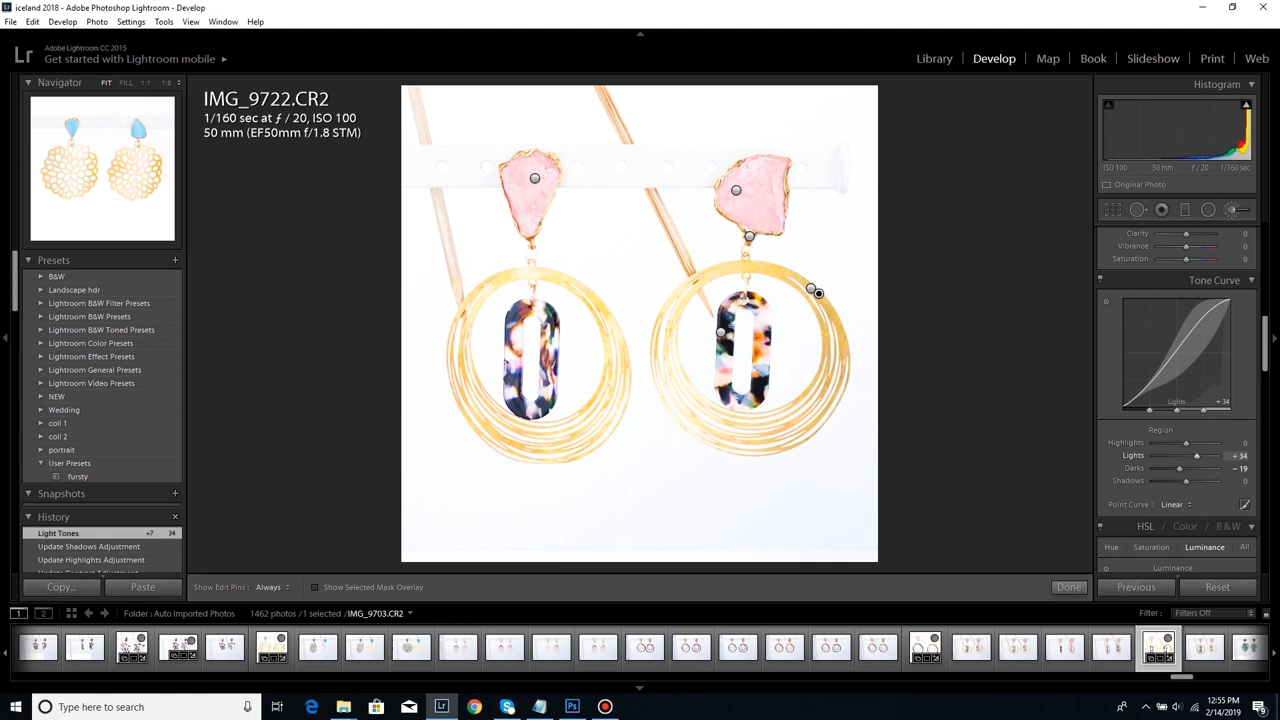 iceland 2018 - Adobe Photoshop Lightroom - Develop
File Edit Develop Photo Settings Tools View Window Help
Lr
Adobe Lightroom CC 2015
Get started with Lightroom mobile
Library | Develop | Map | Book | Slideshow | Print | Web
Navigator FIT FILL 1:1 1:8
IMG_9722.CR2
1/160 sec at ƒ / 20, ISO 100
50 mm (EF50mm f/1.8 STM)
Presets +
B&W
Landscape hdr
Lightroom B&W Filter Presets
Lightroom B&W Presets
Lightroom B&W Toned Presets
Lightroom Color Presets
Lightroom Effect Presets
Lightroom General Presets
Lightroom Video Presets
NEW
Wedding
coll 1
coll 2
portrait
User Presets
fursty
Snapshots +
History ×
Light Tones +7 34
Update Shadows Adjustment
Update Highlights Adjustment
Copy... Paste
Histogram
ISO 100 50 mm f / 20 1/160 sec
Original Photo
Clarity 0
Vibrance 0
Saturation 0
Tone Curve
Lights + 34
Region
Highlights 0
Lights + 34
Darks − 19
Shadows 0
Point Curve : Linear
HSL / Color / B & W
Hue Saturation Luminance All
Luminance
Previous Reset
Show Edit Pins : Always Show Selected Mask Overlay Done
1 2 Folder : Auto Imported Photos 1462 photos / 1 selected / IMG_9703.CR2 Filter : Filters Off
Type here to search
Lr
Ps
12:55 PM
2/14/2019
9